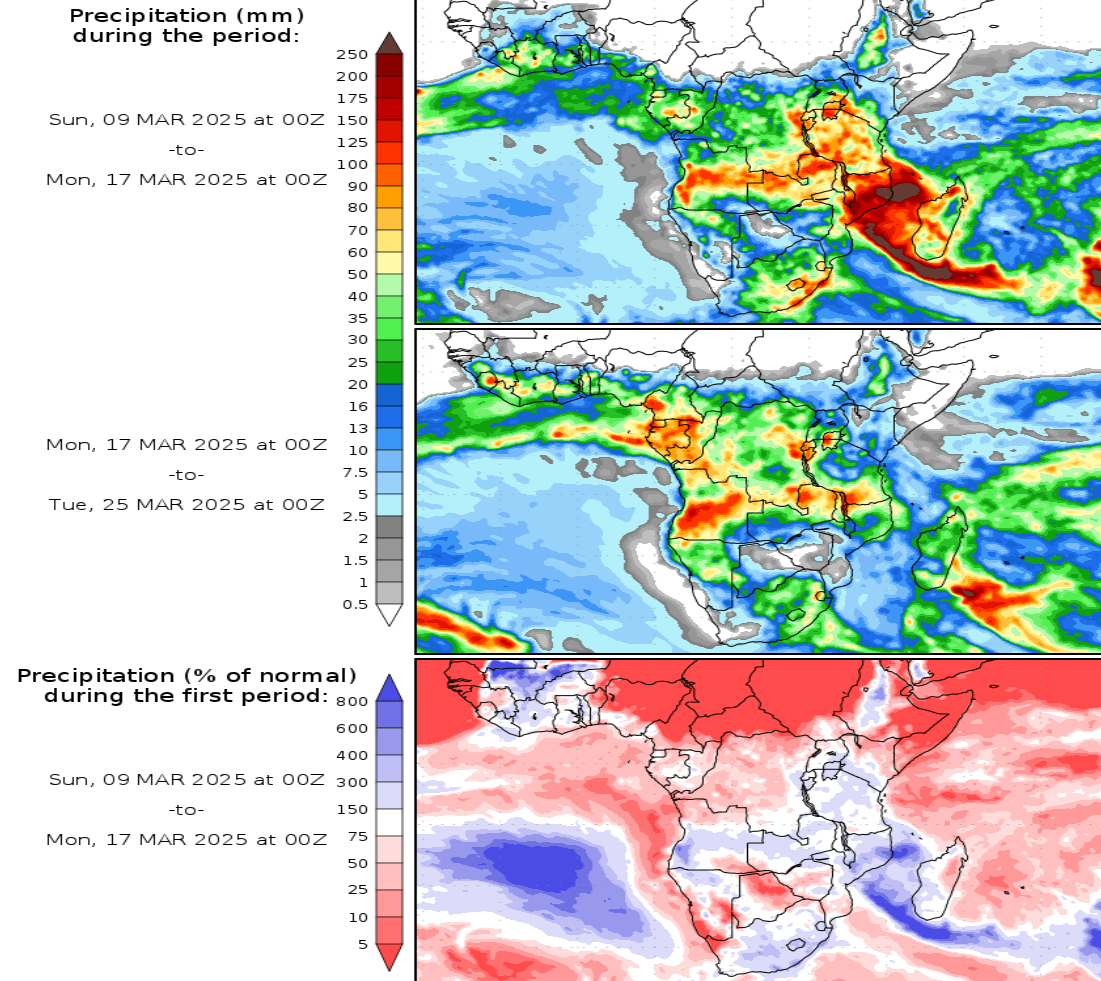 Precipitation (mm)
during the period:
Sun, 09 MAR 2025 at 00Z
-to-
Mon, 17 MAR 2025 at 00Z
250
200
175
150
125
100
90
80
70
60
50
40
35
30
25
20
16
13
10
7.5
5
2.5
2
1.5
1
0.5
Mon, 17 MAR 2025 at 00Z
-to-
Tue, 25 MAR 2025 at 00Z
Precipitation (% of normal)
during the first period:
Sun, 09 MAR 2025 at 00Z
-to-
Mon, 17 MAR 2025 at 00Z
800
600
400
300
150
75
50
25
10
5